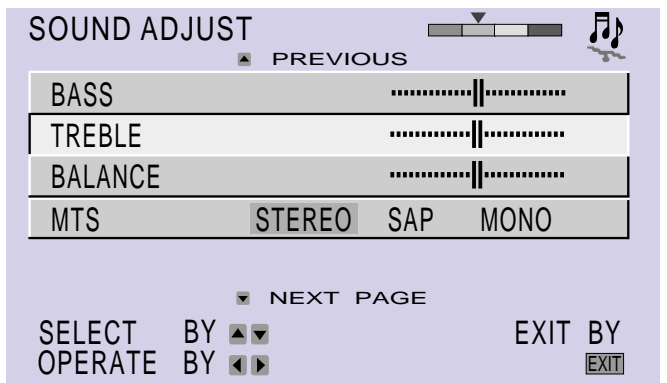 SOUND ADJUST
PREVIOUS
BASS
TREBLE
BALANCE
MTS STEREO SAP MONO
NEXT PAGE
SELECT BY EXIT BY
OPERATE BY EXIT